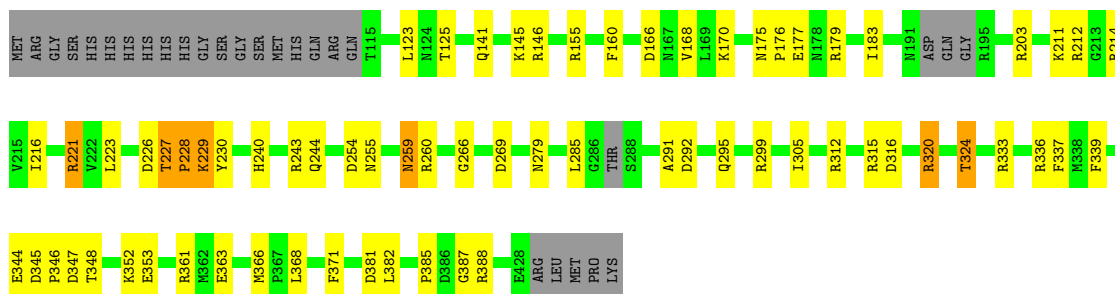 MET ARG GLY SER HIS HIS HIS HIS HIS HIS GLY SER GLY SER MET HIS GLN ARG GLN T115 L123 N124 T125 Q141 K145 R146 R155 F160 D166 N167 V168 L169 K170 N175 P176 E177 N178 R179 I183 N191 ASP GLN GLY R195 R203 K211 R212 G213 R214
V215 I216 R221 V222 L223 D226 T227 P228 K229 Y230 H240 R243 Q244 D254 N255 N259 R260 G266 D269 N279 L285 G286 THR S288 A291 D292 Q295 R299 I305 R312 R315 D316 R320 T324 R333 R336 F337 M338 F339
E344 D345 P346 D347 T348 K352 E353 R361 M362 E363 M366 P367 L368 F371 D381 L382 P385 D386 G387 R388 E428 ARG LEU MET PRO LYS